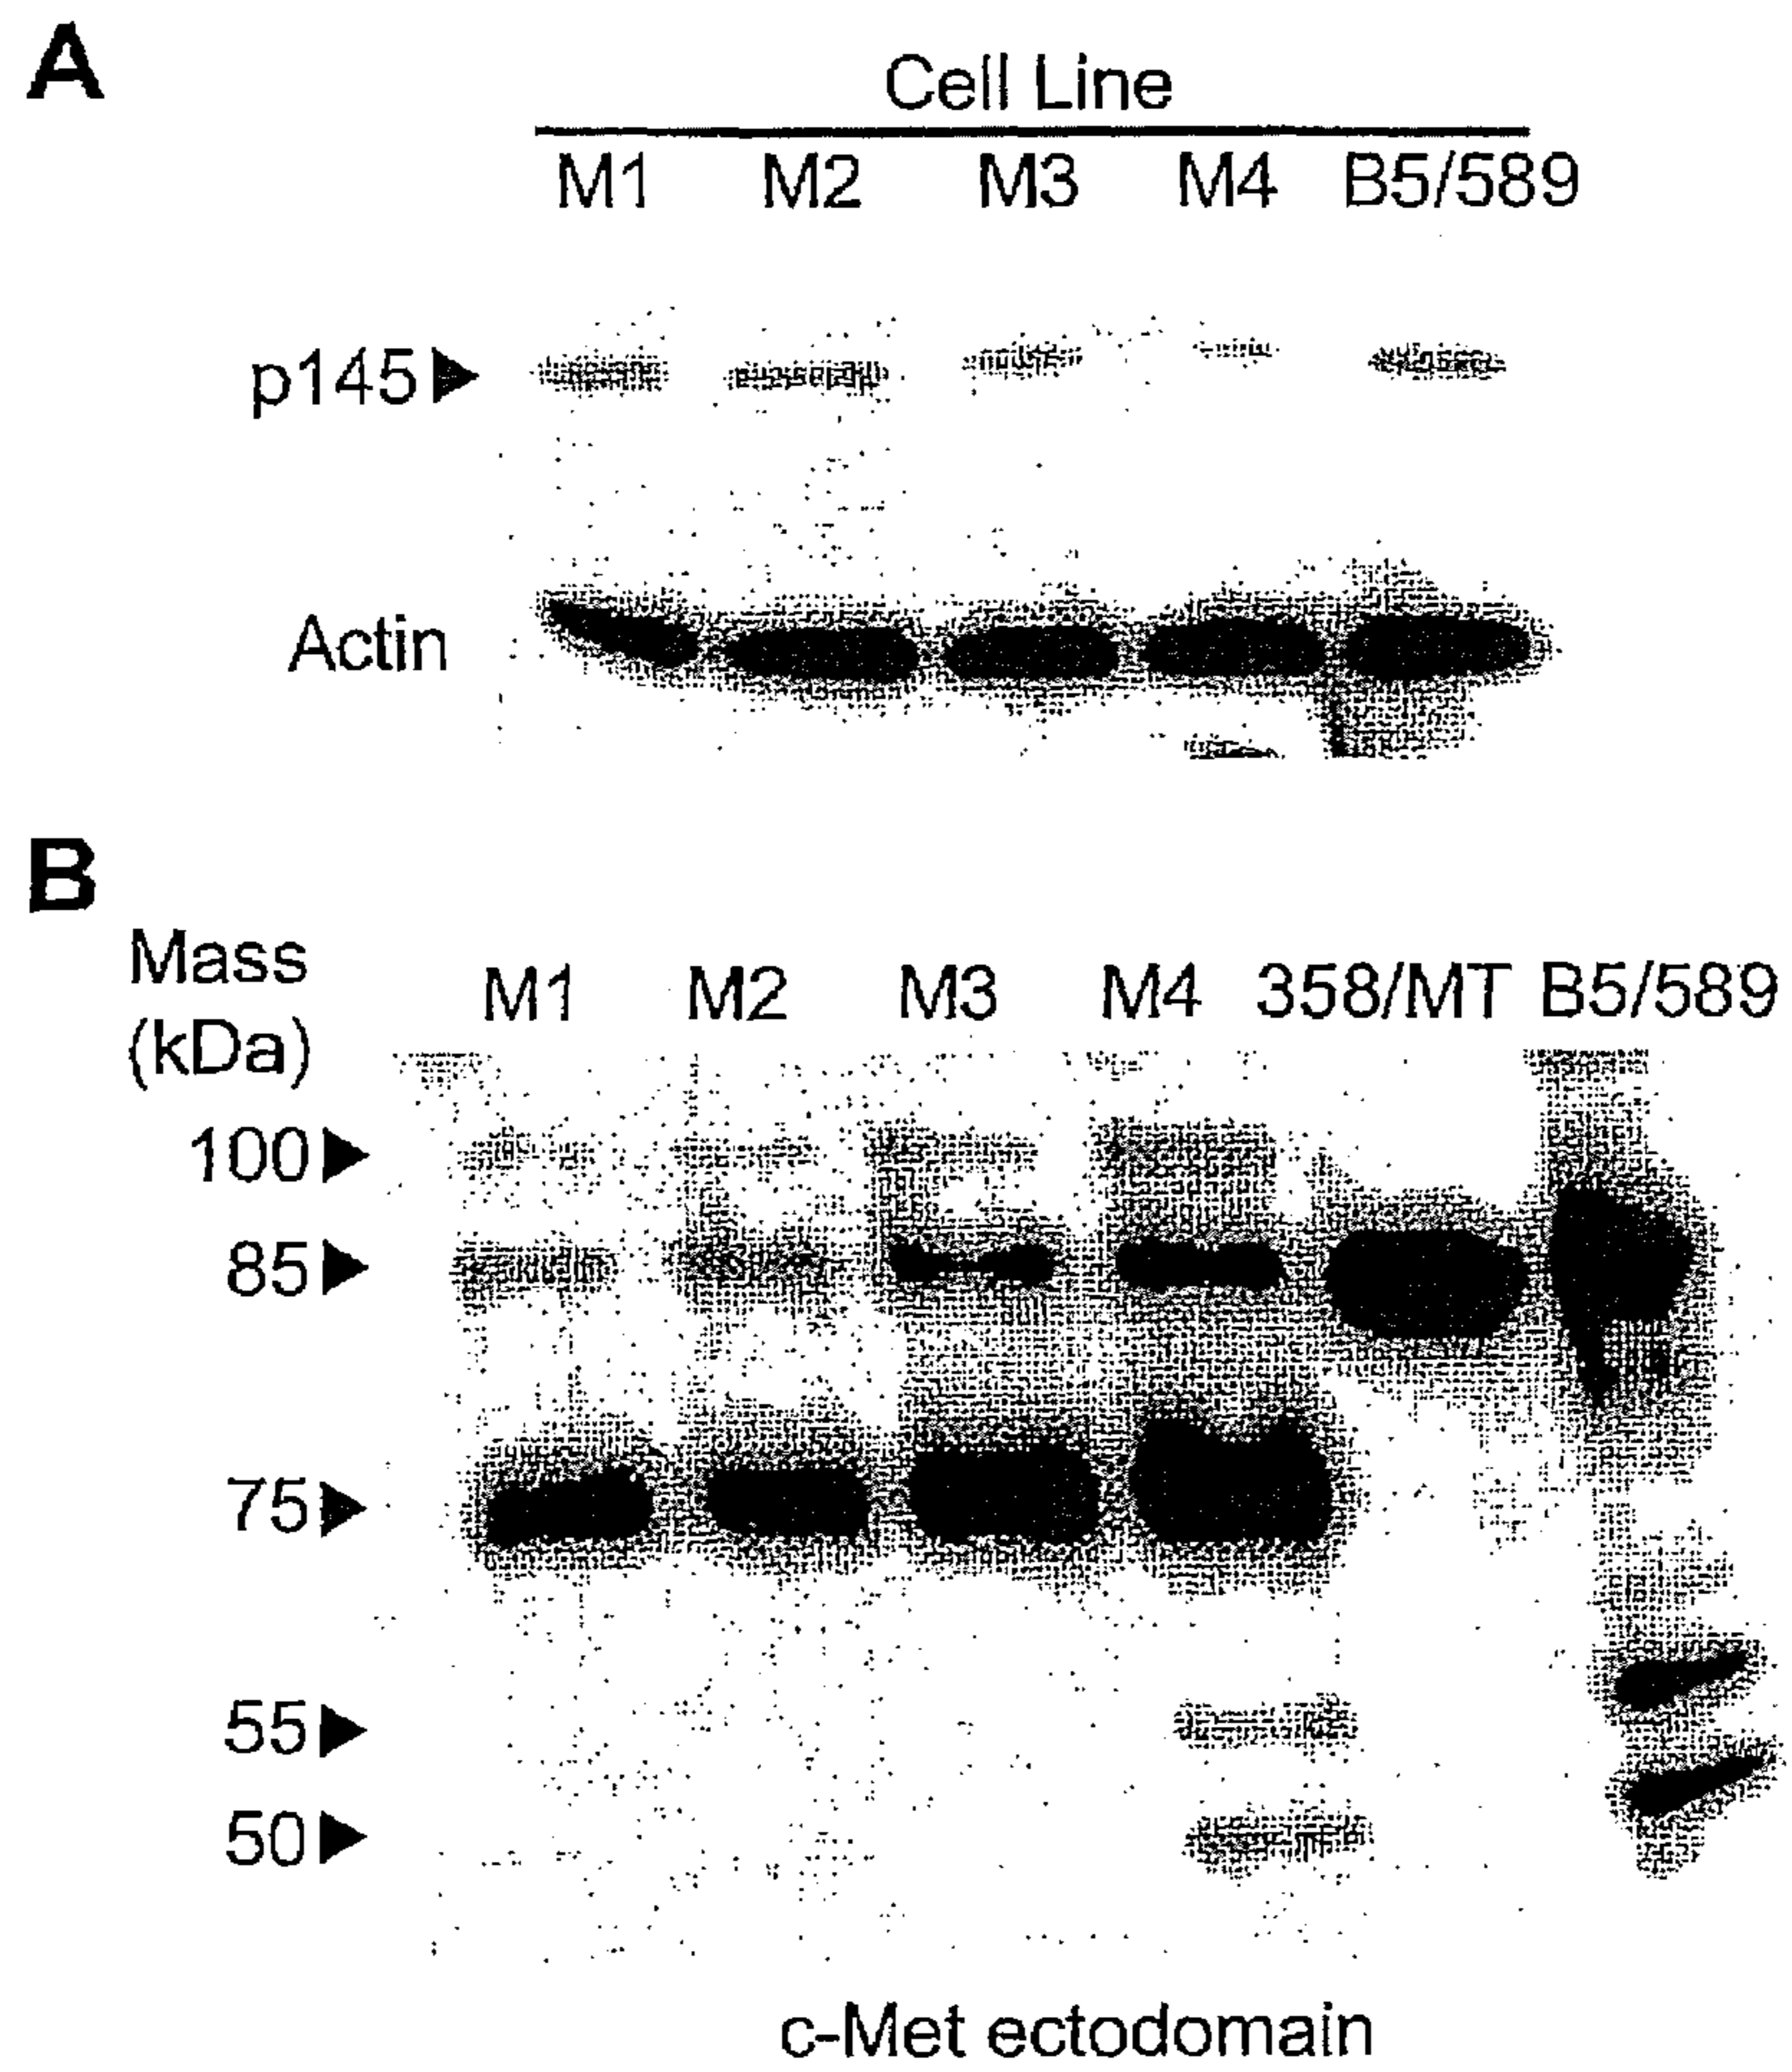 A
Cell Line
M1 M2 M3 M4 B5/589
p145
Actin
B
Mass
(kDa)
M1 M2 M3 M4 358/MT B5/589
100
85
75
55
50
c-Met ectodomain